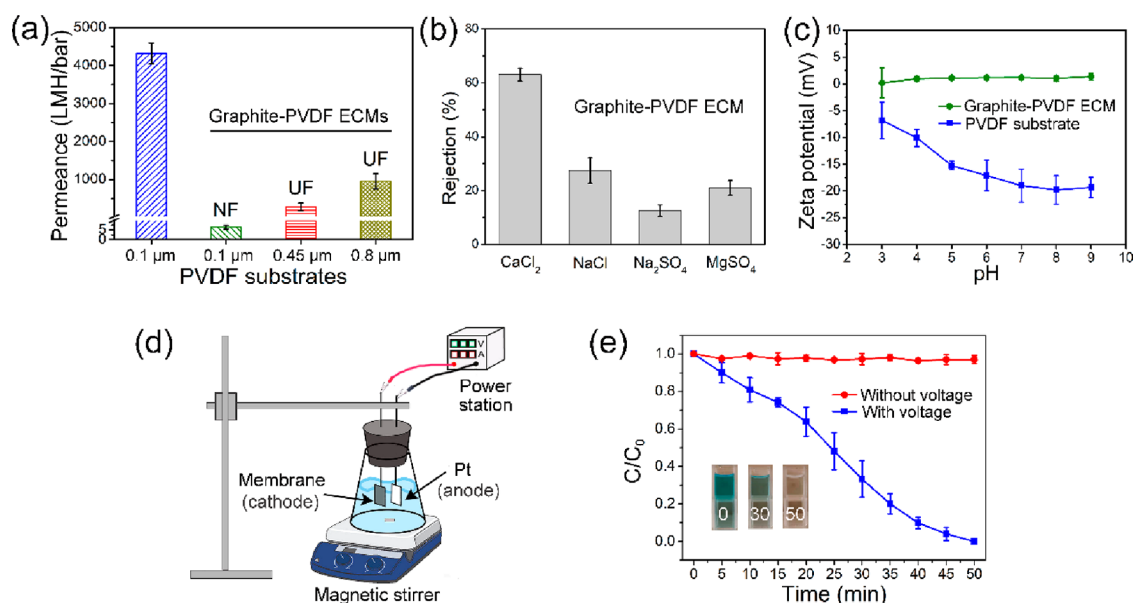 (a)
5000
4500
4000
3500
3000
2500
2000
1500
1000
5
0
Permeance (LMH/bar)
Graphite-PVDF ECMs
NF
UF
UF
0.1 µm
0.1 µm
0.45 µm
0.8 µm
PVDF substrates
(b)
80
60
40
20
0
Rejection (%)
Graphite-PVDF ECM
CaCl₂
NaCl
Na₂SO₄
MgSO₄
(c)
5
0
-5
-10
-15
-20
-25
-30
Zeta potential (mV)
Graphite-PVDF ECM
PVDF substrate
2
3
4
5
6
7
8
9
10
pH
(d)
V
A
Power
station
Membrane
(cathode)
Pt
(anode)
Magnetic stirrer
(e)
1.0
0.8
0.6
0.4
0.2
0.0
C/C₀
Without voltage
With voltage
0
30
50
0 5 10 15 20 25 30 35 40 45 50
Time (min)